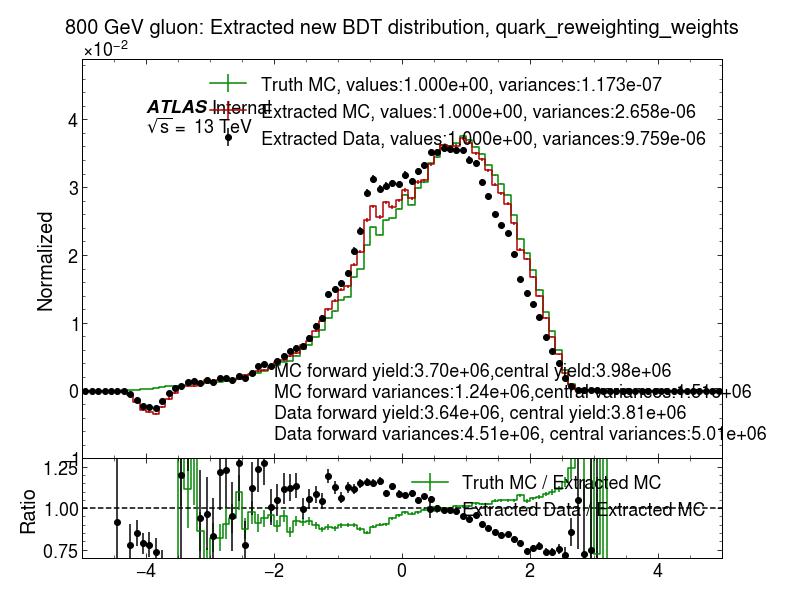 800 GeV gluon: Extracted new BDT distribution, quark_reweighting_weights
×10⁻²
Truth MC, values:1.000e+00, variances:1.173e-07
ATLAS Internal
Extracted MC, values:1.000e+00, variances:2.658e-06
√s = 13 TeV
Extracted Data, values:1.000e+00, variances:9.759e-06
4
3
2
1
0
Normalized
MC forward yield:3.70e+06,central yield:3.98e+06
MC forward variances:1.24e+06,central variances:1.51e+06
Data forward yield:3.64e+06, central yield:3.81e+06
Data forward variances:4.51e+06, central variances:5.01e+06
1
1.25
1.00
0.75
Ratio
Truth MC / Extracted MC
Extracted Data / Extracted MC
−4 −2 0 2 4